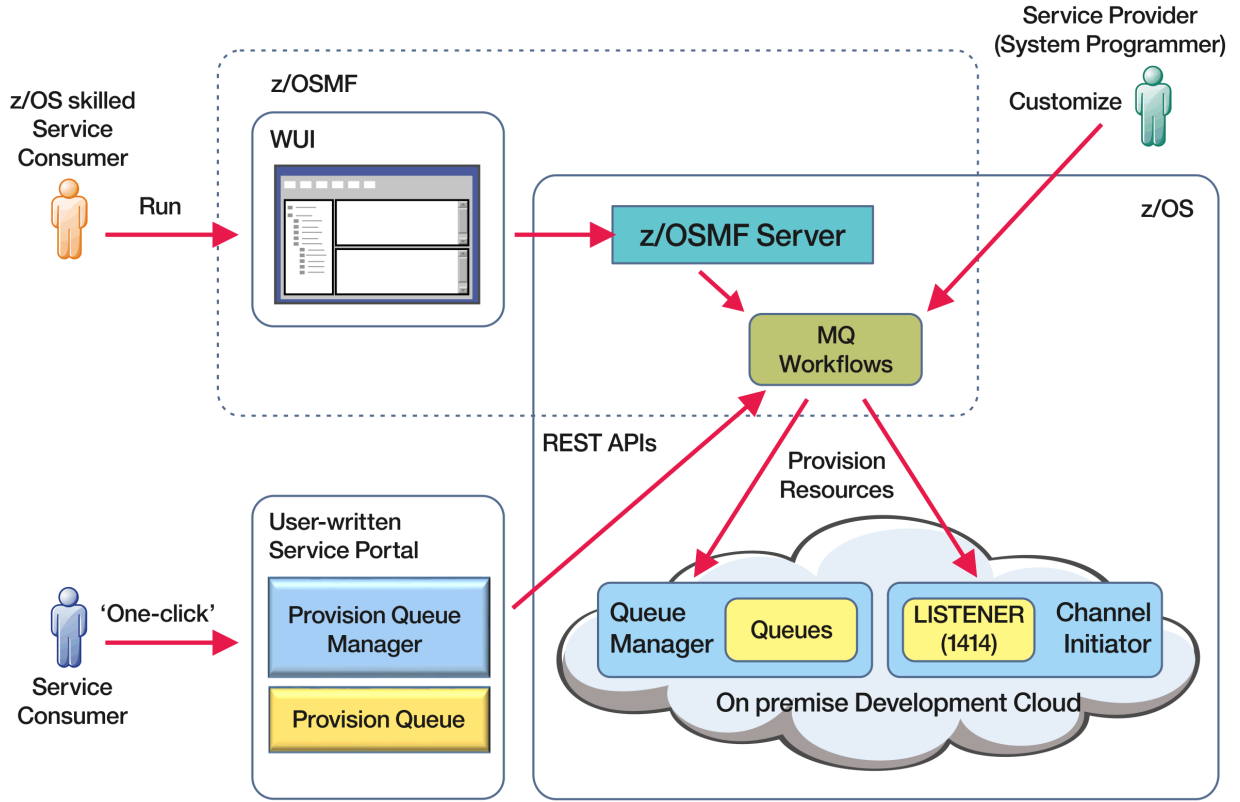 Service Provider
(System Programmer)
Customize
z/OSMF
z/OS skilled
Service
Consumer
Run
WUI
z/OS
z/OSMF Server
MQ
Workflows
REST APIs
Provision
Resources
User-written
Service Portal
Provision Queue
Manager
Provision Queue
'One-click'
Service
Consumer
Queue
Manager
Queues
LISTENER
(1414)
Channel
Initiator
On premise Development Cloud